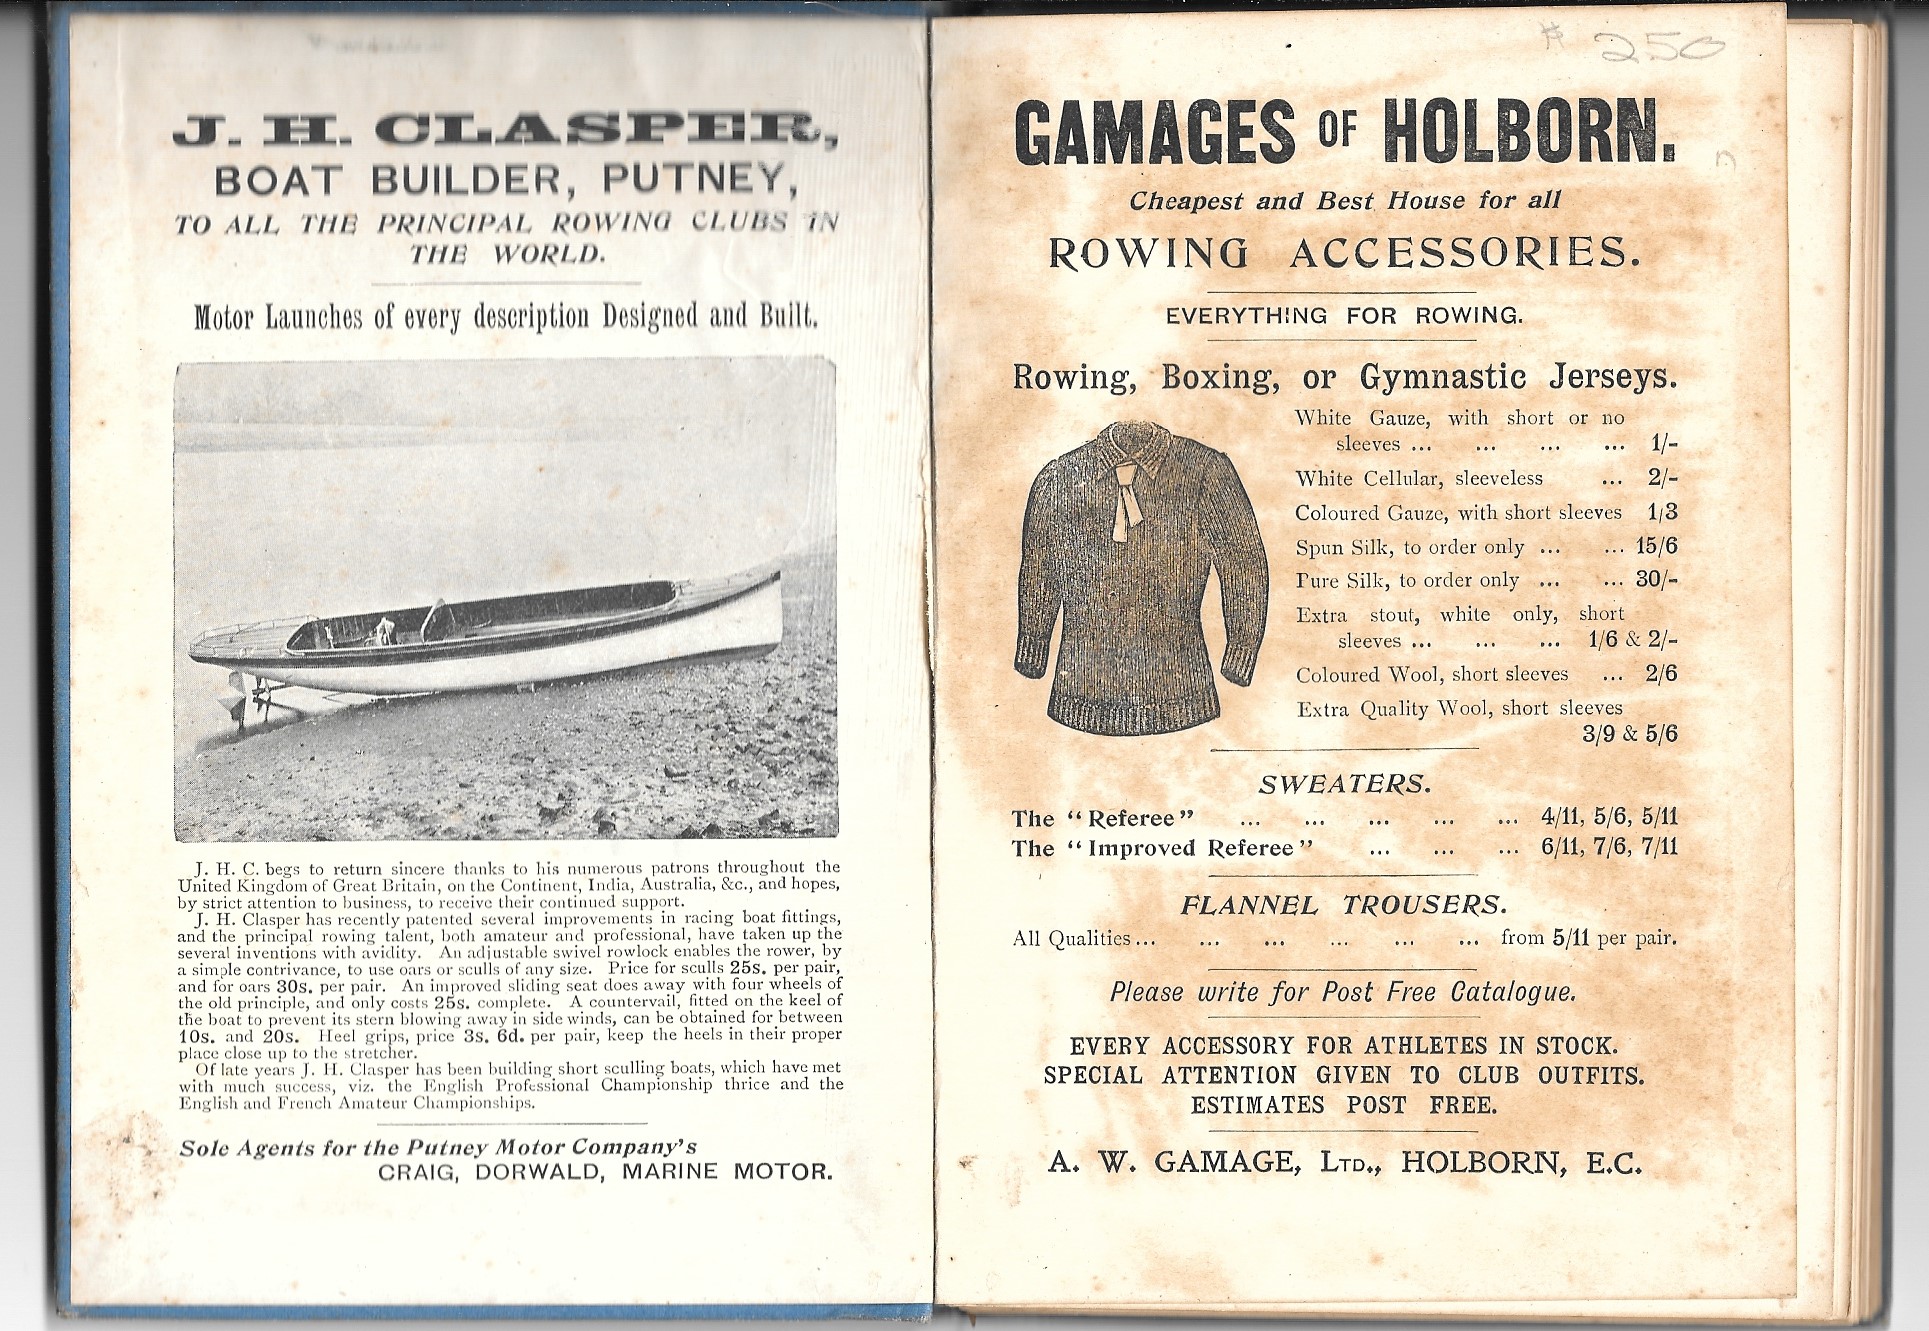 J. H. CLASPER,
BOAT BUILDER, PUTNEY,
TO ALL THE PRINCIPAL ROWING CLUBS IN
THE WORLD.
Motor Launches of every description Designed and Built.
J. H. C. begs to return sincere thanks to his numerous patrons throughout the
United Kingdom of Great Britain, on the Continent, India, Australia, &c., and hopes,
by strict attention to business, to receive their continued support.
J. H. Clasper has recently patented several improvements in racing boat fittings,
and the principal rowing talent, both amateur and professional, have taken up the
several inventions with avidity. An adjustable swivel rowlock enables the rower, by
a simple contrivance, to use oars or sculls of any size. Price for sculls 25s. per pair,
and for oars 30s. per pair. An improved sliding seat does away with four wheels of
the old principle, and only costs 25s. complete. A countervail, fitted on the keel of
the boat to prevent its stern blowing away in side winds, can be obtained for between
10s. and 20s. Heel grips, price 3s. 6d. per pair, keep the heels in their proper
place close up to the stretcher.
Of late years J. H. Clasper has been building short sculling boats, which have met
with much success, viz. the English Professional Championship thrice and the
English and French Amateur Championships.
Sole Agents for the Putney Motor Company's
CRAIG, DORWALD, MARINE MOTOR.
# 250
GAMAGES OF HOLBORN.
Cheapest and Best House for all
ROWING ACCESSORIES.
EVERYTHING FOR ROWING.
Rowing, Boxing, or Gymnastic Jerseys.
White Gauze, with short or no
sleeves ... ... ... ... 1/-
White Cellular, sleeveless ... 2/-
Coloured Gauze, with short sleeves 1/3
Spun Silk, to order only ... ... 15/6
Pure Silk, to order only ... ... 30/-
Extra stout, white only, short
sleeves ... ... ... 1/6 & 2/-
Coloured Wool, short sleeves ... 2/6
Extra Quality Wool, short sleeves
3/9 & 5/6
SWEATERS.
The "Referee" ... ... ... ... ... 4/11, 5/6, 5/11
The "Improved Referee" ... ... ... 6/11, 7/6, 7/11
FLANNEL TROUSERS.
All Qualities ... ... ... ... ... ... from 5/11 per pair.
Please write for Post Free Catalogue.
EVERY ACCESSORY FOR ATHLETES IN STOCK.
SPECIAL ATTENTION GIVEN TO CLUB OUTFITS.
ESTIMATES POST FREE.
A. W. GAMAGE, LTD., HOLBORN, E.C.